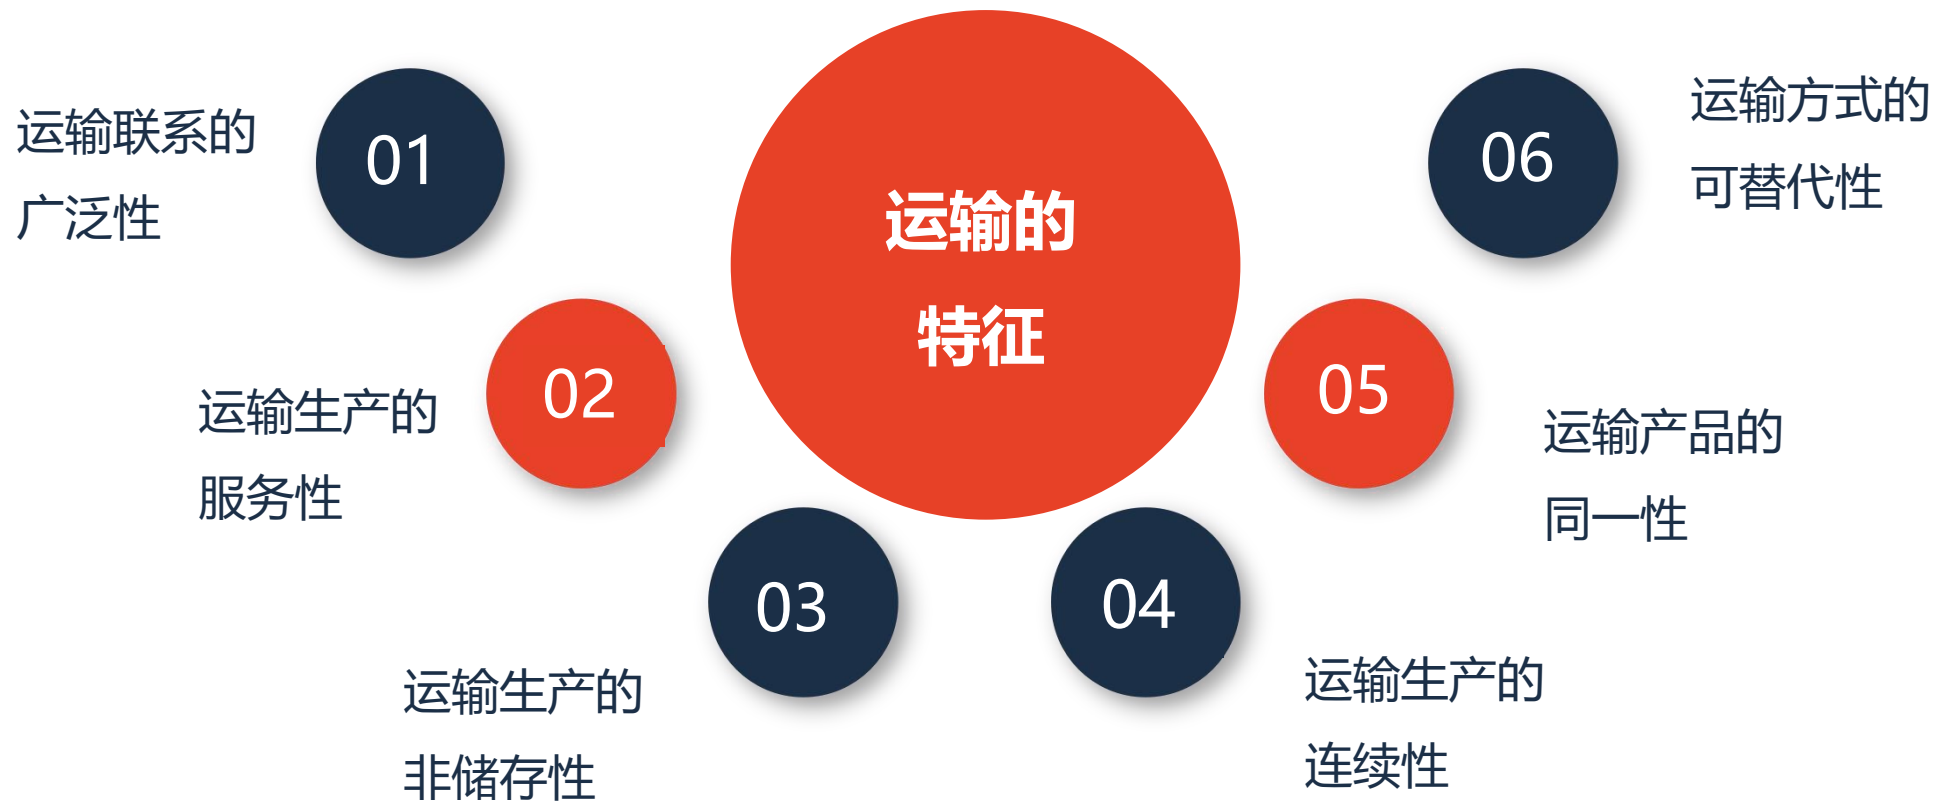 运输的
特征
01
运输联系的
广泛性
02
运输生产的
服务性
03
运输生产的
非储存性
04
运输生产的
连续性
05
运输产品的
同一性
06
运输方式的
可替代性